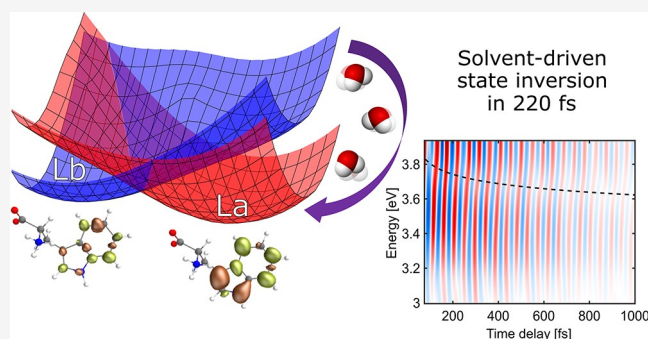 Solvent-driven
state inversion
in 220 fs
Lb
La
Energy [eV]
3.8
3.6
3.4
3.2
3
200 400 600 800 1000
Time delay [fs]